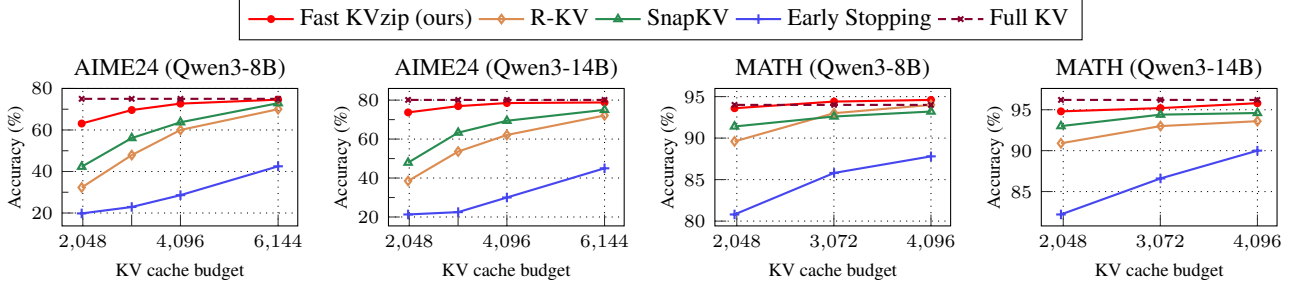 Fast KVzip (ours) R-KV SnapKV Early Stopping Full KV
AIME24 (Qwen3-8B)
Accuracy (%)
80
60
40
20
2,048 4,096 6,144
KV cache budget
AIME24 (Qwen3-14B)
Accuracy (%)
80
60
40
20
2,048 4,096 6,144
KV cache budget
MATH (Qwen3-8B)
Accuracy (%)
95
90
85
80
2,048 3,072 4,096
KV cache budget
MATH (Qwen3-14B)
Accuracy (%)
95
90
85
2,048 3,072 4,096
KV cache budget